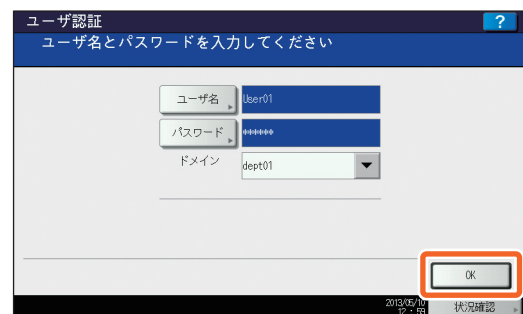 ユーザ認証
?
ユーザ名とパスワードを入力してください
ユーザ名 User01
パスワード ******
ドメイン dept01
OK
2013/05/10
12:59 状況確認